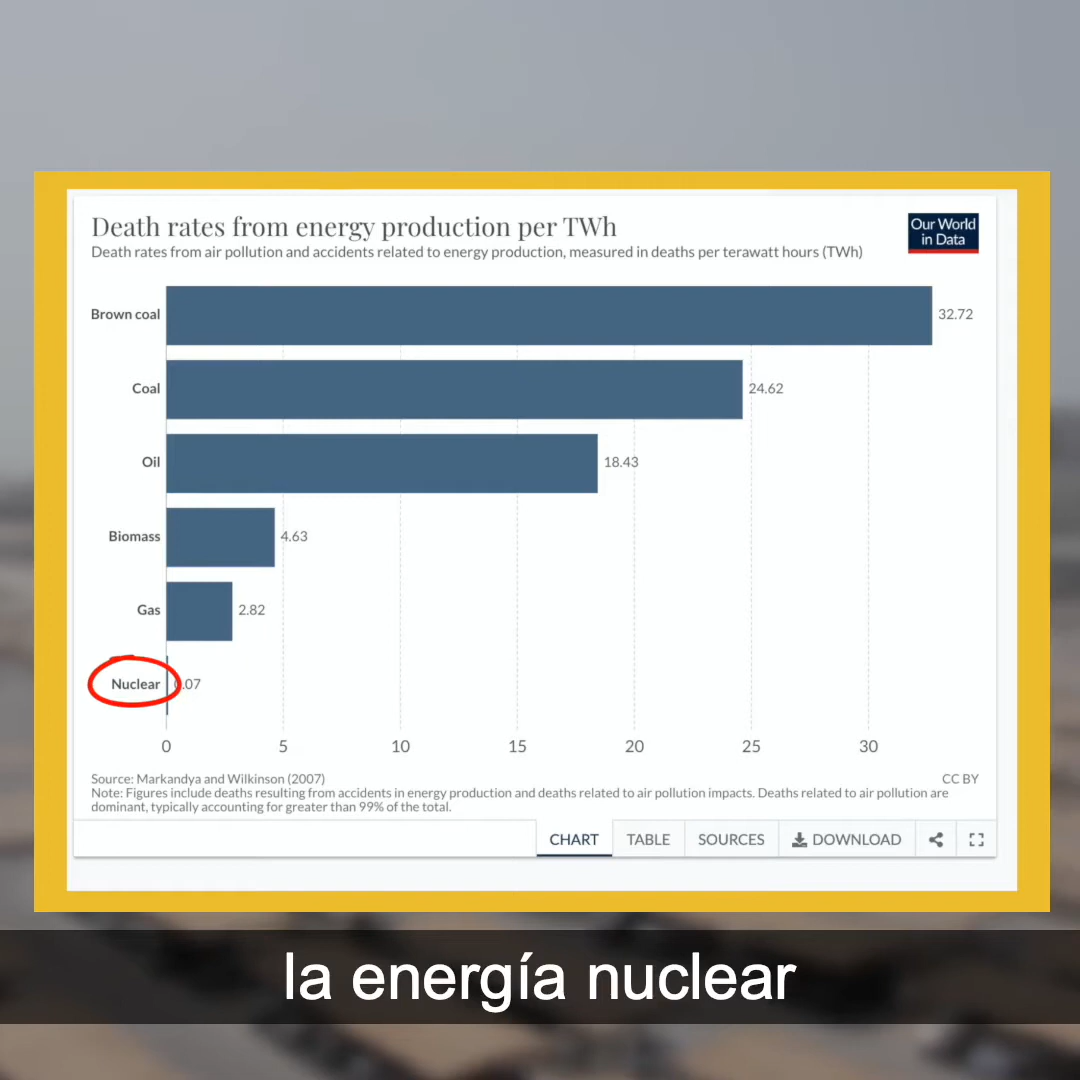 Death rates from energy production per TWh
Our World
in Data
Death rates from air pollution and accidents related to energy production, measured in deaths per terawatt hours (TWh)
Brown coal
32.72
Coal
24.62
Oil
18.43
Biomass
4.63
Gas
2.82
Nuclear
0.07
0 5 10 15 20 25 30
Source: Markandya and Wilkinson (2007)
CC BY
Note: Figures include deaths resulting from accidents in energy production and deaths related to air pollution impacts. Deaths related to air pollution are
dominant, typically accounting for greater than 99% of the total.
CHART TABLE SOURCES DOWNLOAD
la energía nuclear